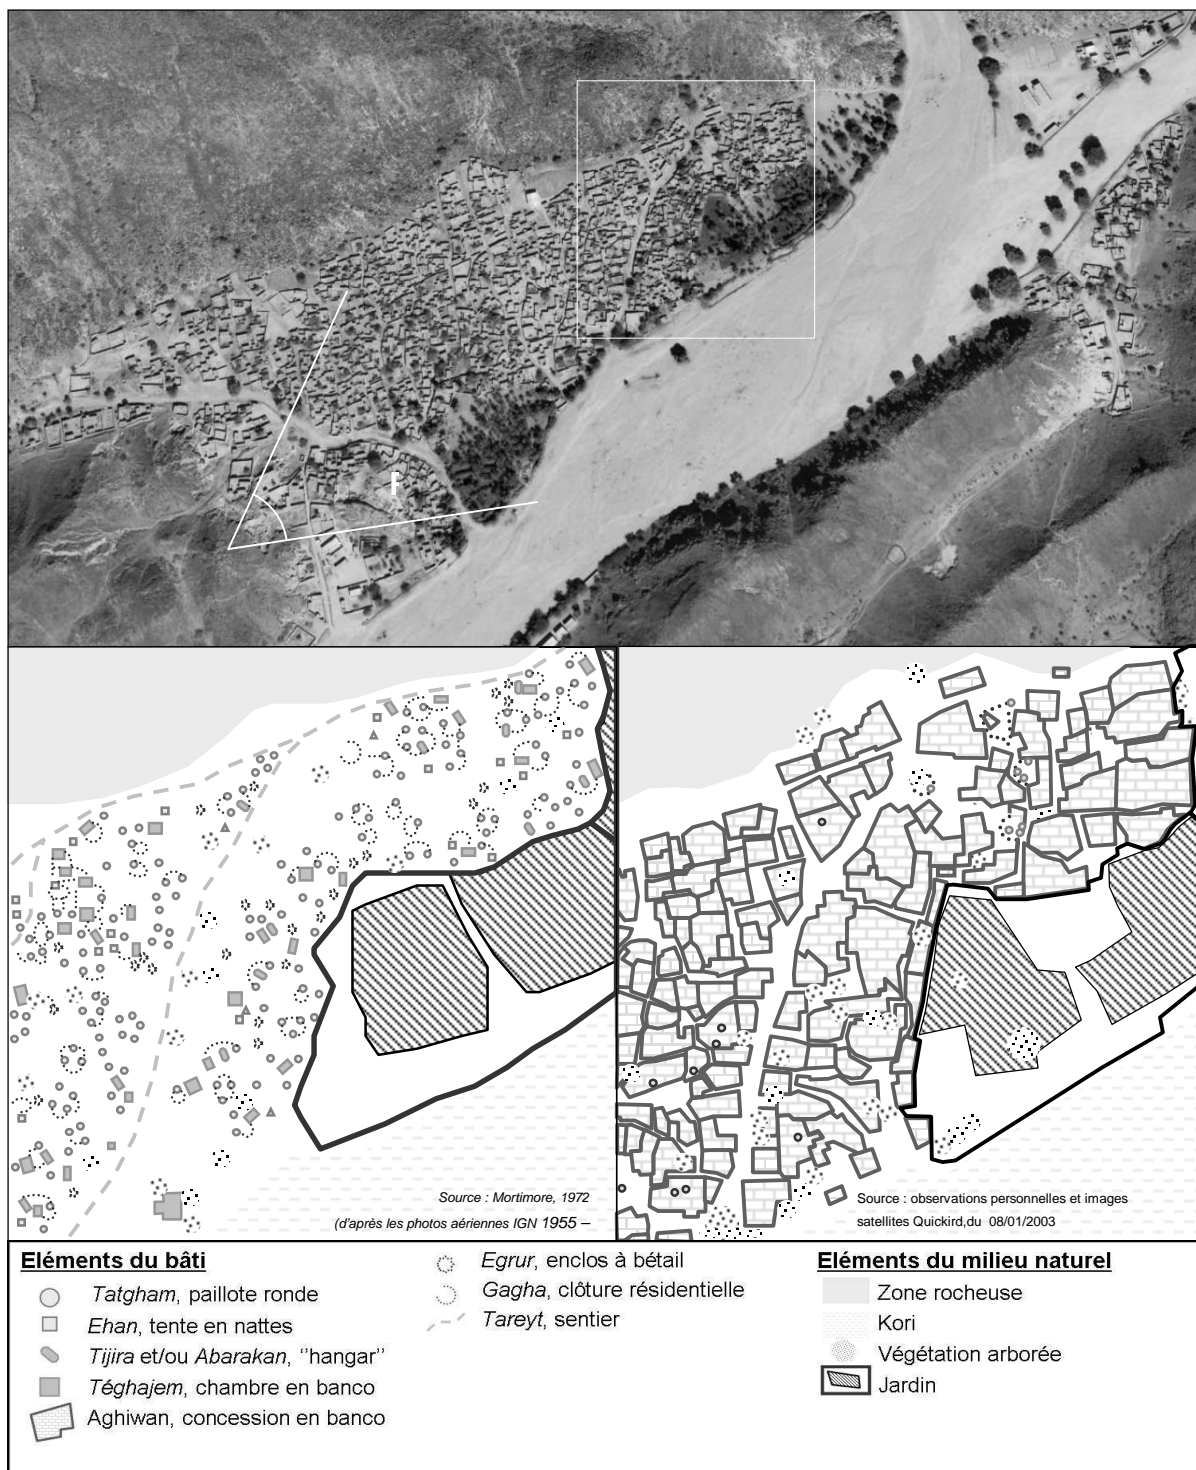 F
Source : Mortimore, 1972
(d'après les photos aériennes IGN 1955 –
Source : observations personnelles et images
satellites Quickird,du 08/01/2003
Eléments du bâti
Tatgham, paillote ronde
Ehan, tente en nattes
Tijira et/ou Abarakan, ‘‘hangar’’
Téghajem, chambre en banco
Aghiwan, concession en banco
Egrur, enclos à bétail
Gagha, clôture résidentielle
Tareyt, sentier
Eléments du milieu naturel
Zone rocheuse
Kori
Végétation arborée
Jardin